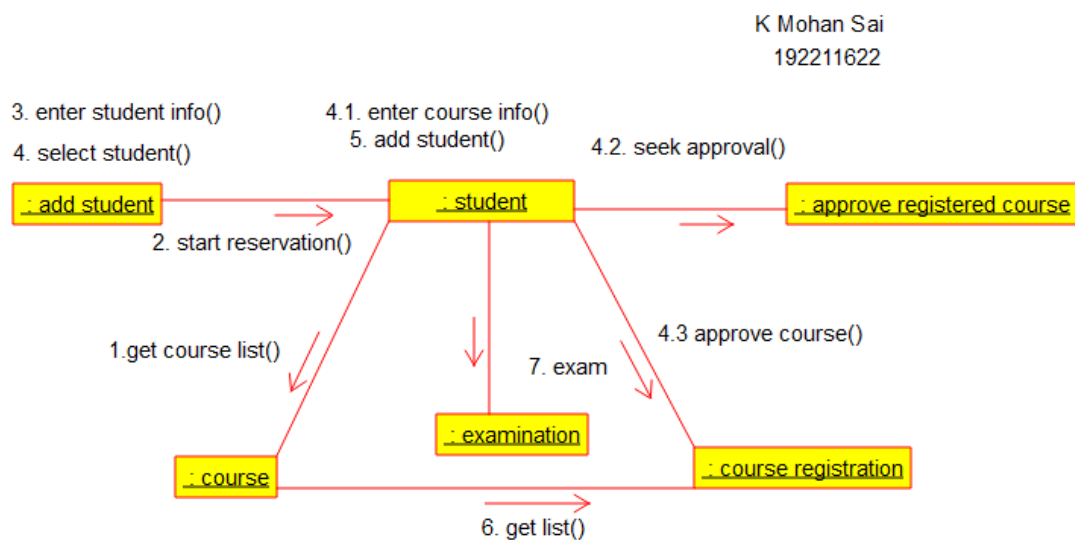 K Mohan Sai
192211622
3. enter student info()
4.1. enter course info()
5. add student()
4. select student()
4.2. seek approval()
: add student
: student
: approve registered course
2. start reservation()
1.get course list()
4.3 approve course()
7. exam
: examination
: course
: course registration
6. get list()